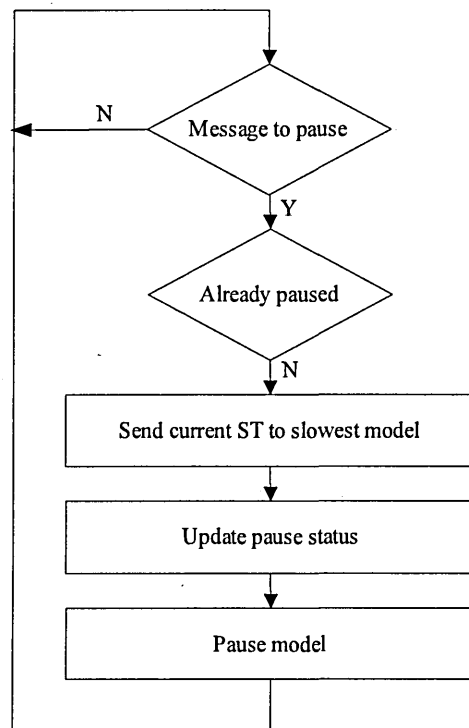 N
Message to pause
Y
Already paused
N
Send current ST to slowest model
Update pause status
Pause model